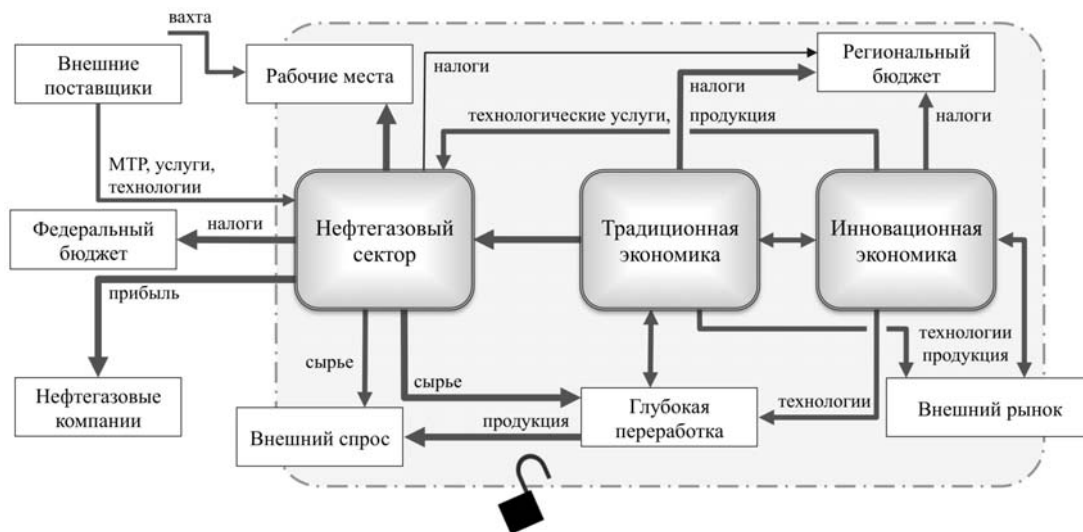 вахта
Внешние
поставщики
Рабочие места
налоги
Региональный
бюджет
налоги
технологические услуги,
продукция
налоги
МТР, услуги,
технологии
Нефтегазовый
сектор
Традиционная
экономика
Инновационная
экономика
Федеральный
бюджет
налоги
прибыль
Нефтегазовые
компании
сырье
сырье
технологии
продукция
Внешний спрос
продукция
Глубокая
переработка
технологии
Внешний рынок